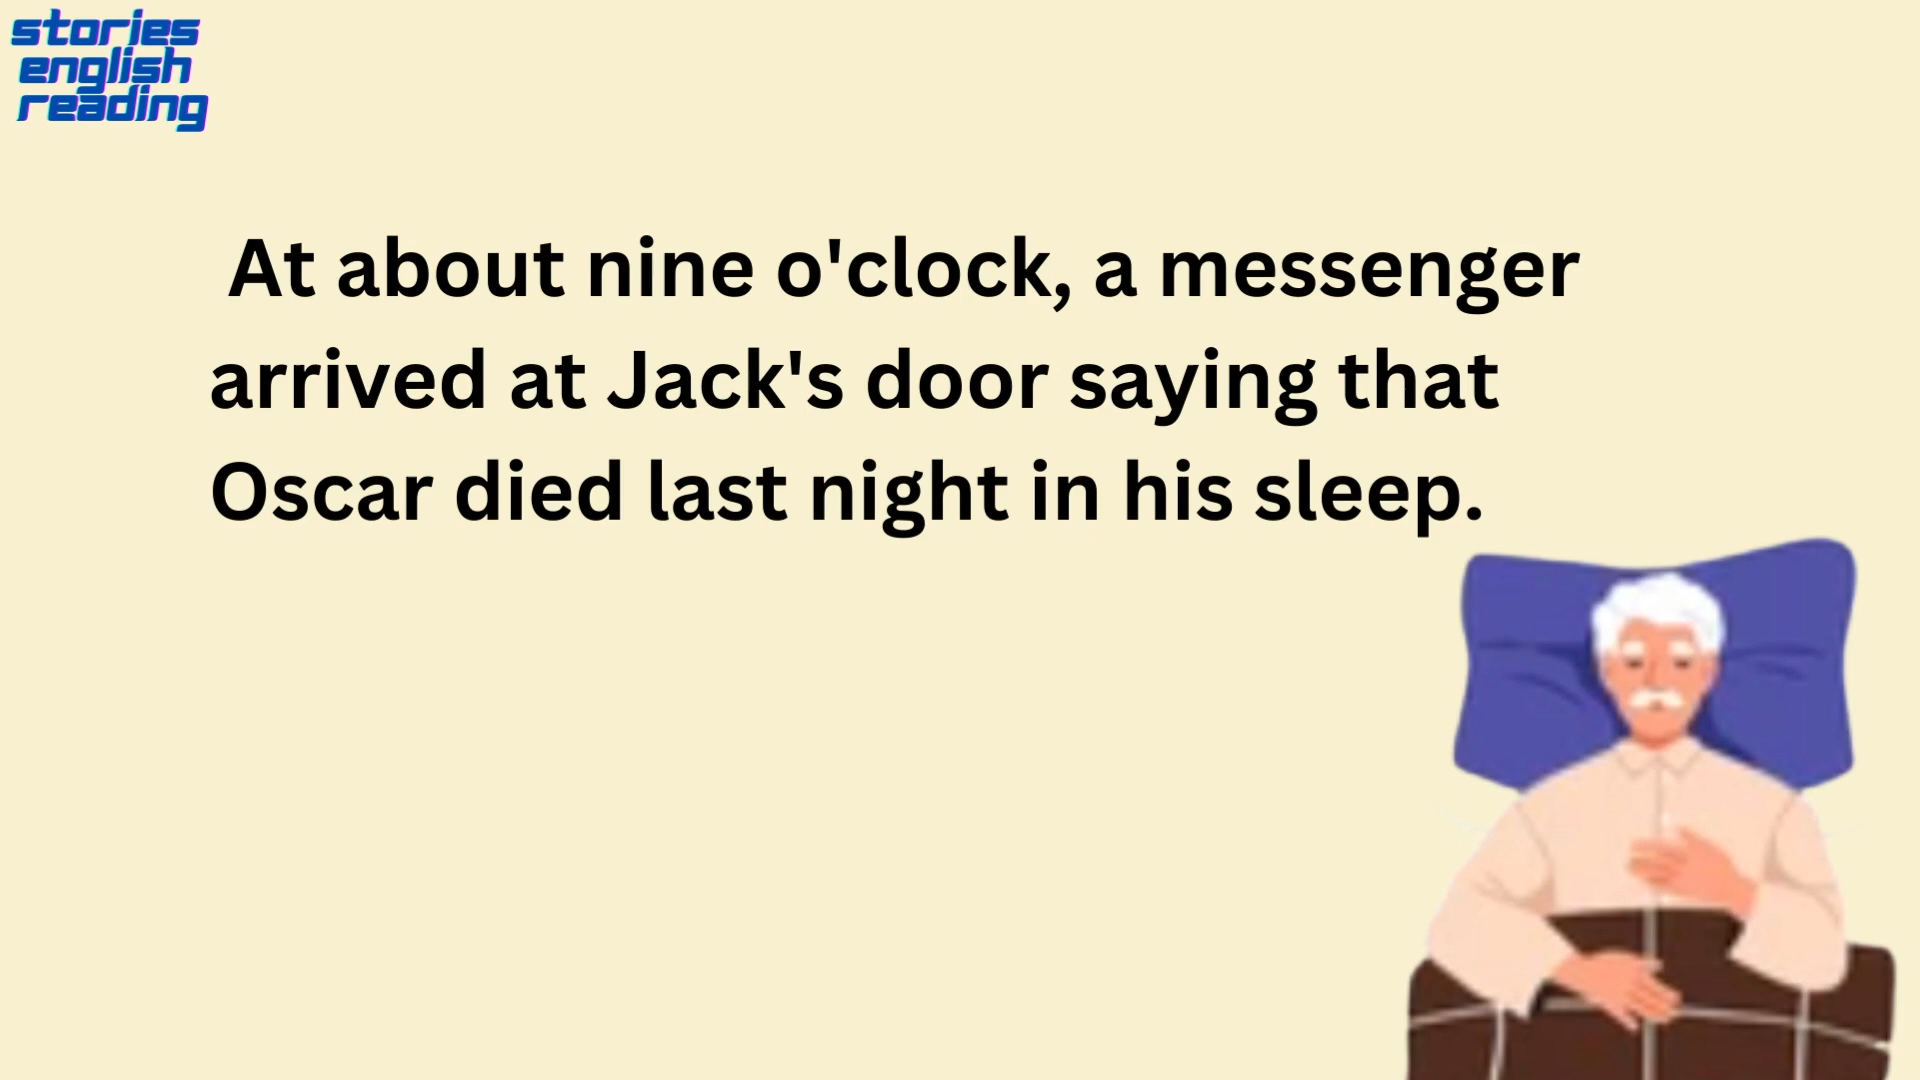 stories
english
reading
At about nine o'clock, a messenger
arrived at Jack's door saying that
Oscar died last night in his sleep.